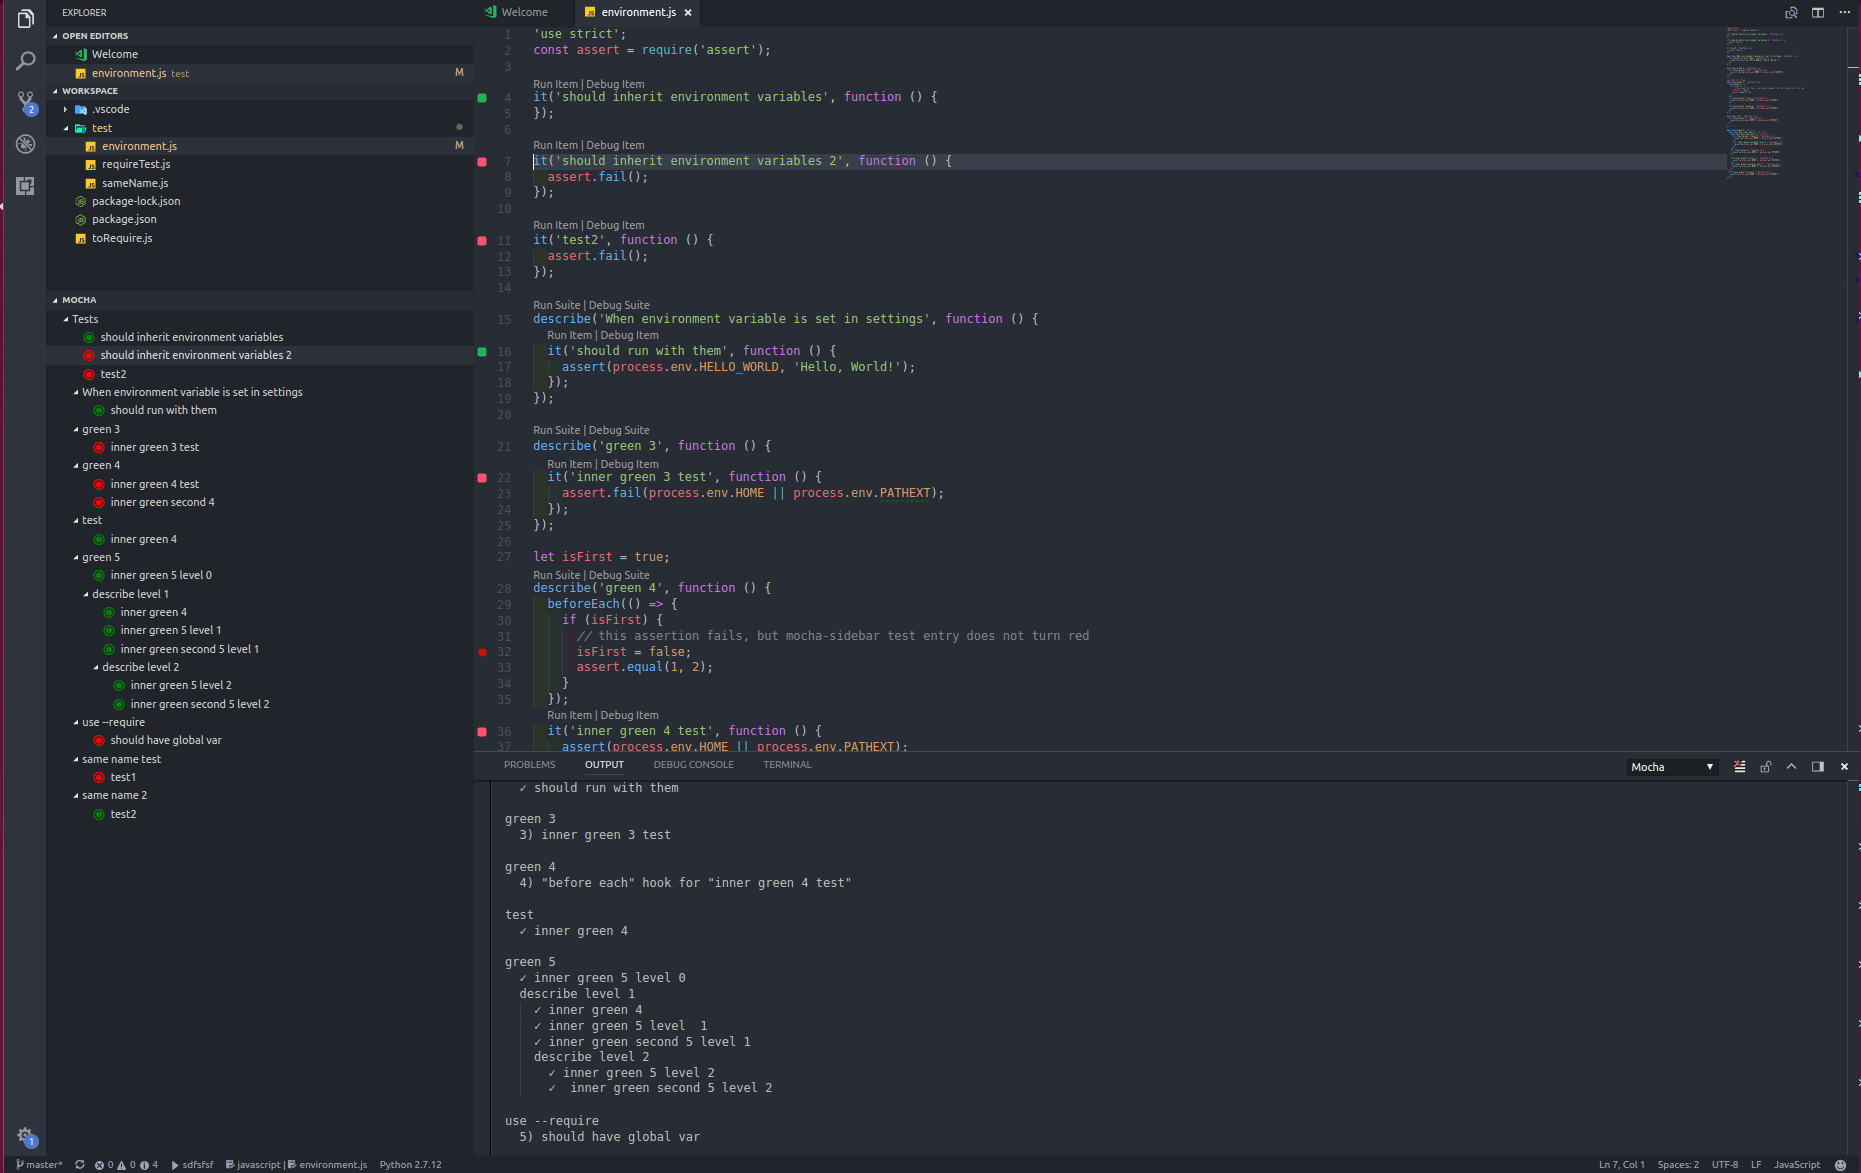 EXPLORER
OPEN EDITORS
Welcome
environment.js test M
WORKSPACE
.vscode
test
environment.js M
requireTest.js
sameName.js
package-lock.json
package.json
toRequire.js
MOCHA
Tests
should inherit environment variables
should inherit environment variables 2
test2
When environment variable is set in settings
should run with them
green 3
inner green 3 test
green 4
inner green 4 test
inner green second 4
test
inner green 4
green 5
inner green 5 level 0
describe level 1
inner green 4
inner green 5 level 1
inner green second 5 level 1
describe level 2
inner green 5 level 2
inner green second 5 level 2
use --require
should have global var
same name test
test1
same name 2
test2
2
1
Welcome environment.js ×
1 'use strict';
2 const assert = require('assert');
3
Run Item | Debug Item
4 it('should inherit environment variables', function () {
5 });
6
Run Item | Debug Item
7 it('should inherit environment variables 2', function () {
8 assert.fail();
9 });
10
Run Item | Debug Item
11 it('test2', function () {
12 assert.fail();
13 });
14
Run Suite | Debug Suite
15 describe('When environment variable is set in settings', function () {
Run Item | Debug Item
16 it('should run with them', function () {
17 assert(process.env.HELLO_WORLD, 'Hello, World!');
18 });
19 });
20
Run Suite | Debug Suite
21 describe('green 3', function () {
Run Item | Debug Item
22 it('inner green 3 test', function () {
23 assert.fail(process.env.HOME || process.env.PATHEXT);
24 });
25 });
26
27 let isFirst = true;
Run Suite | Debug Suite
28 describe('green 4', function () {
29 beforeEach(() => {
30 if (isFirst) {
31 // this assertion fails, but mocha-sidebar test entry does not turn red
32 isFirst = false;
33 assert.equal(1, 2);
34 }
35 });
Run Item | Debug Item
36 it('inner green 4 test', function () {
37 assert(process.env.HOME || process.env.PATHEXT);
PROBLEMS OUTPUT DEBUG CONSOLE TERMINAL Mocha
✓ should run with them
green 3
3) inner green 3 test
green 4
4) "before each" hook for "inner green 4 test"
test
✓ inner green 4
green 5
✓ inner green 5 level 0
describe level 1
✓ inner green 4
✓ inner green 5 level  1
✓ inner green second 5 level 1
describe level 2
✓ inner green 5 level 2
✓  inner green second 5 level 2
use --require
5) should have global var
master* 0 0 4 sdfsfsf javascript | environment.js Python 2.7.12 Ln 7, Col 1 Spaces: 2 UTF-8 LF JavaScript